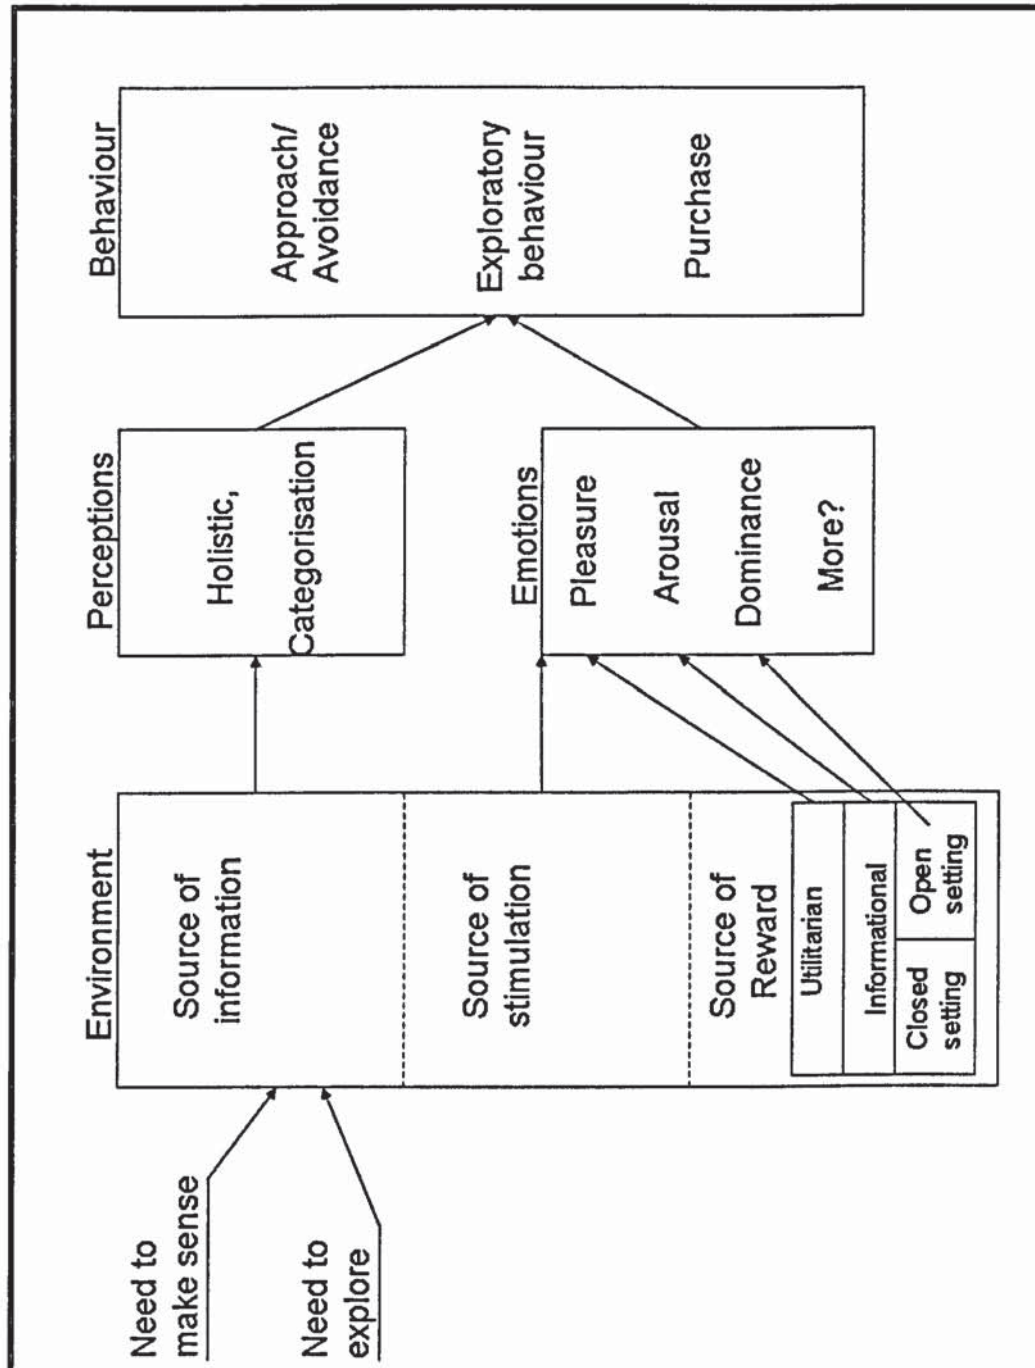 Need to
make sense
Need to
explore
Environment
Source of
information
Source of
stimulation
Source of
Reward
Utilitarian
Informational
Closed
setting
Open
setting
Perceptions
Holistic,
Categorisation
Emotions
Pleasure
Arousal
Dominance
More?
Behaviour
Approach/
Avoidance
Exploratory
behaviour
Purchase